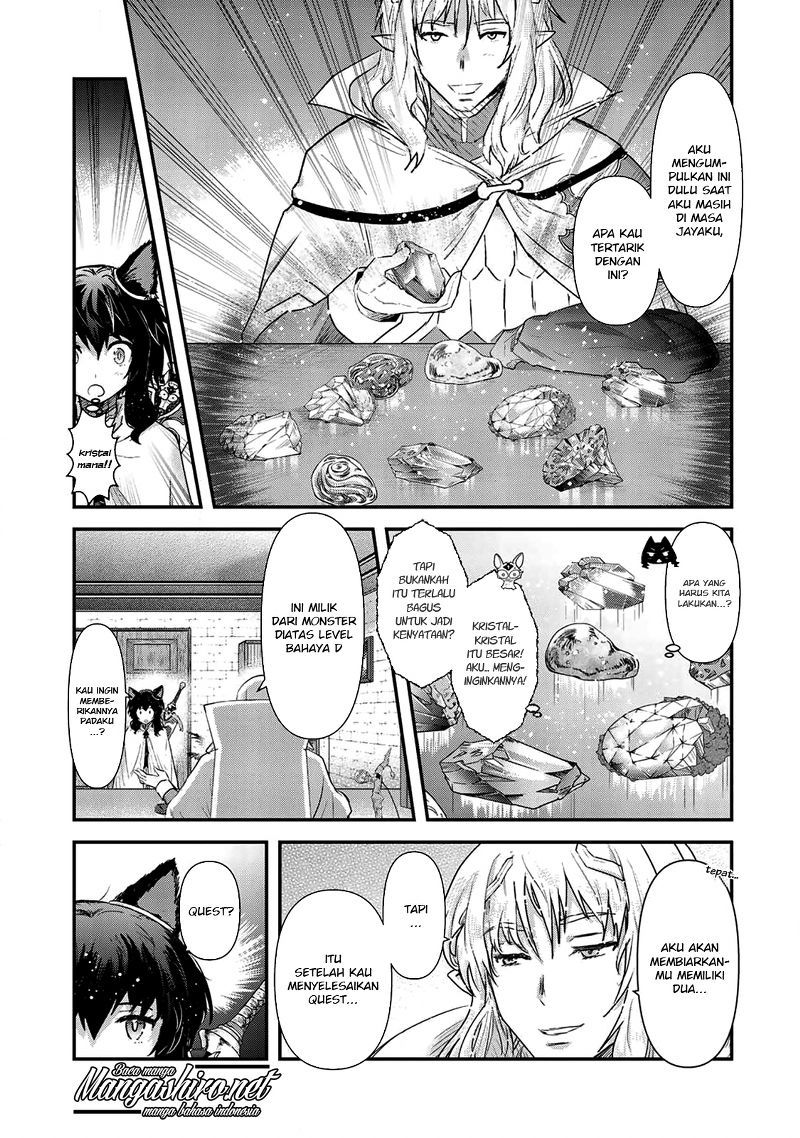 AKU
MENGUM-
PULKAN INI
DULU SAAT
AKU MASIH
DI MASA
JAYAKU,
APA KAU
TERTARIK
DENGAN
INI?
kristal
mana!!
APA YANG
HARUS KITA
LAKUKAN...?
KRISTAL-
KRISTAL
ITU BESAR!
AKU.. MENG-
INGINKANNYA!
TAPI
BUKANKAH
ITU TERLALU
BAGUS
UNTUK JADI
KENYATAAN?
INI MILIK
DARI MONSTER
DIATAS LEVEL
BAHAYA D
KAU INGIN
MEMBE-
RIKANNYA
PADAKU
...?
tepat...
AKU AKAN
MEMBIARKAN-
MU MEMILIKI
DUA...
TAPI
...
ITU
SETELAH KAU
MENYELESAIKAN
QUEST...
QUEST?
Baca manga
Mangashiro.net
manga bahasa indonesia